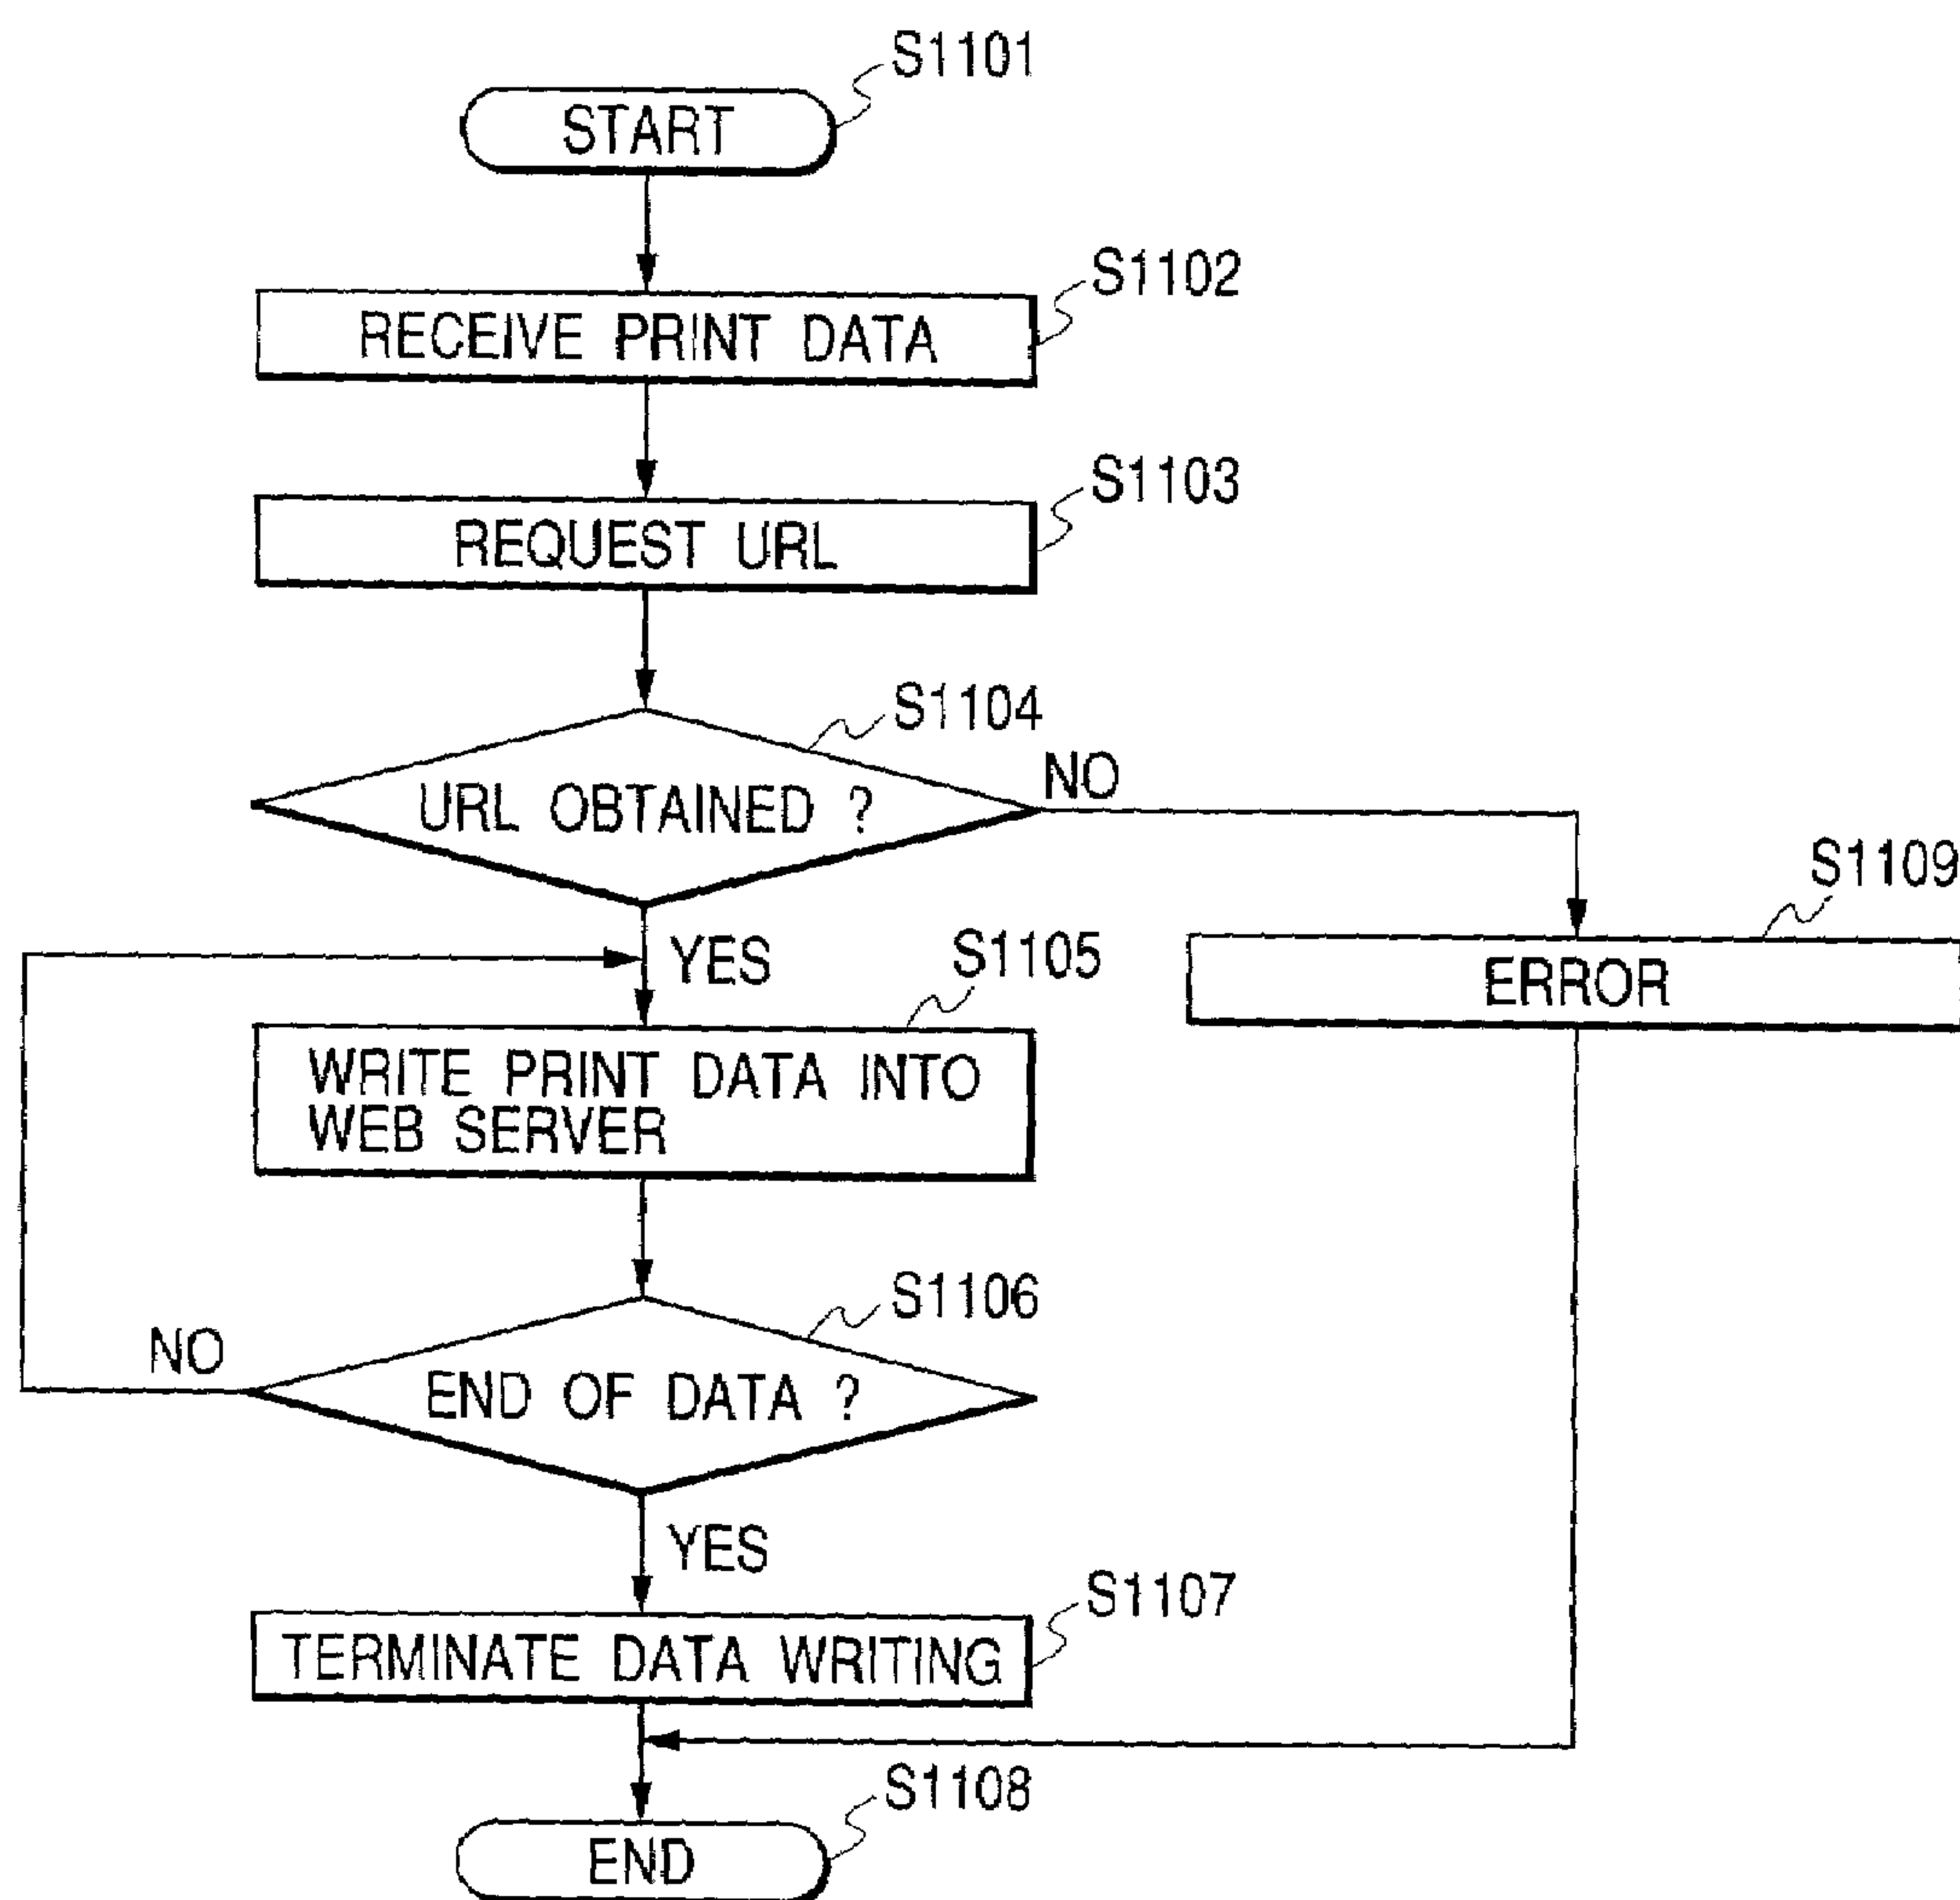 S1101
START
S1102
RECEIVE PRINT DATA
S1103
REQUEST URL
S1104
URL OBTAINED ?
NO
S1109
YES
S1105
ERROR
WRITE PRINT DATA INTO
WEB SERVER
S1106
NO
END OF DATA ?
YES
S1107
TERMINATE DATA WRITING
S1108
END